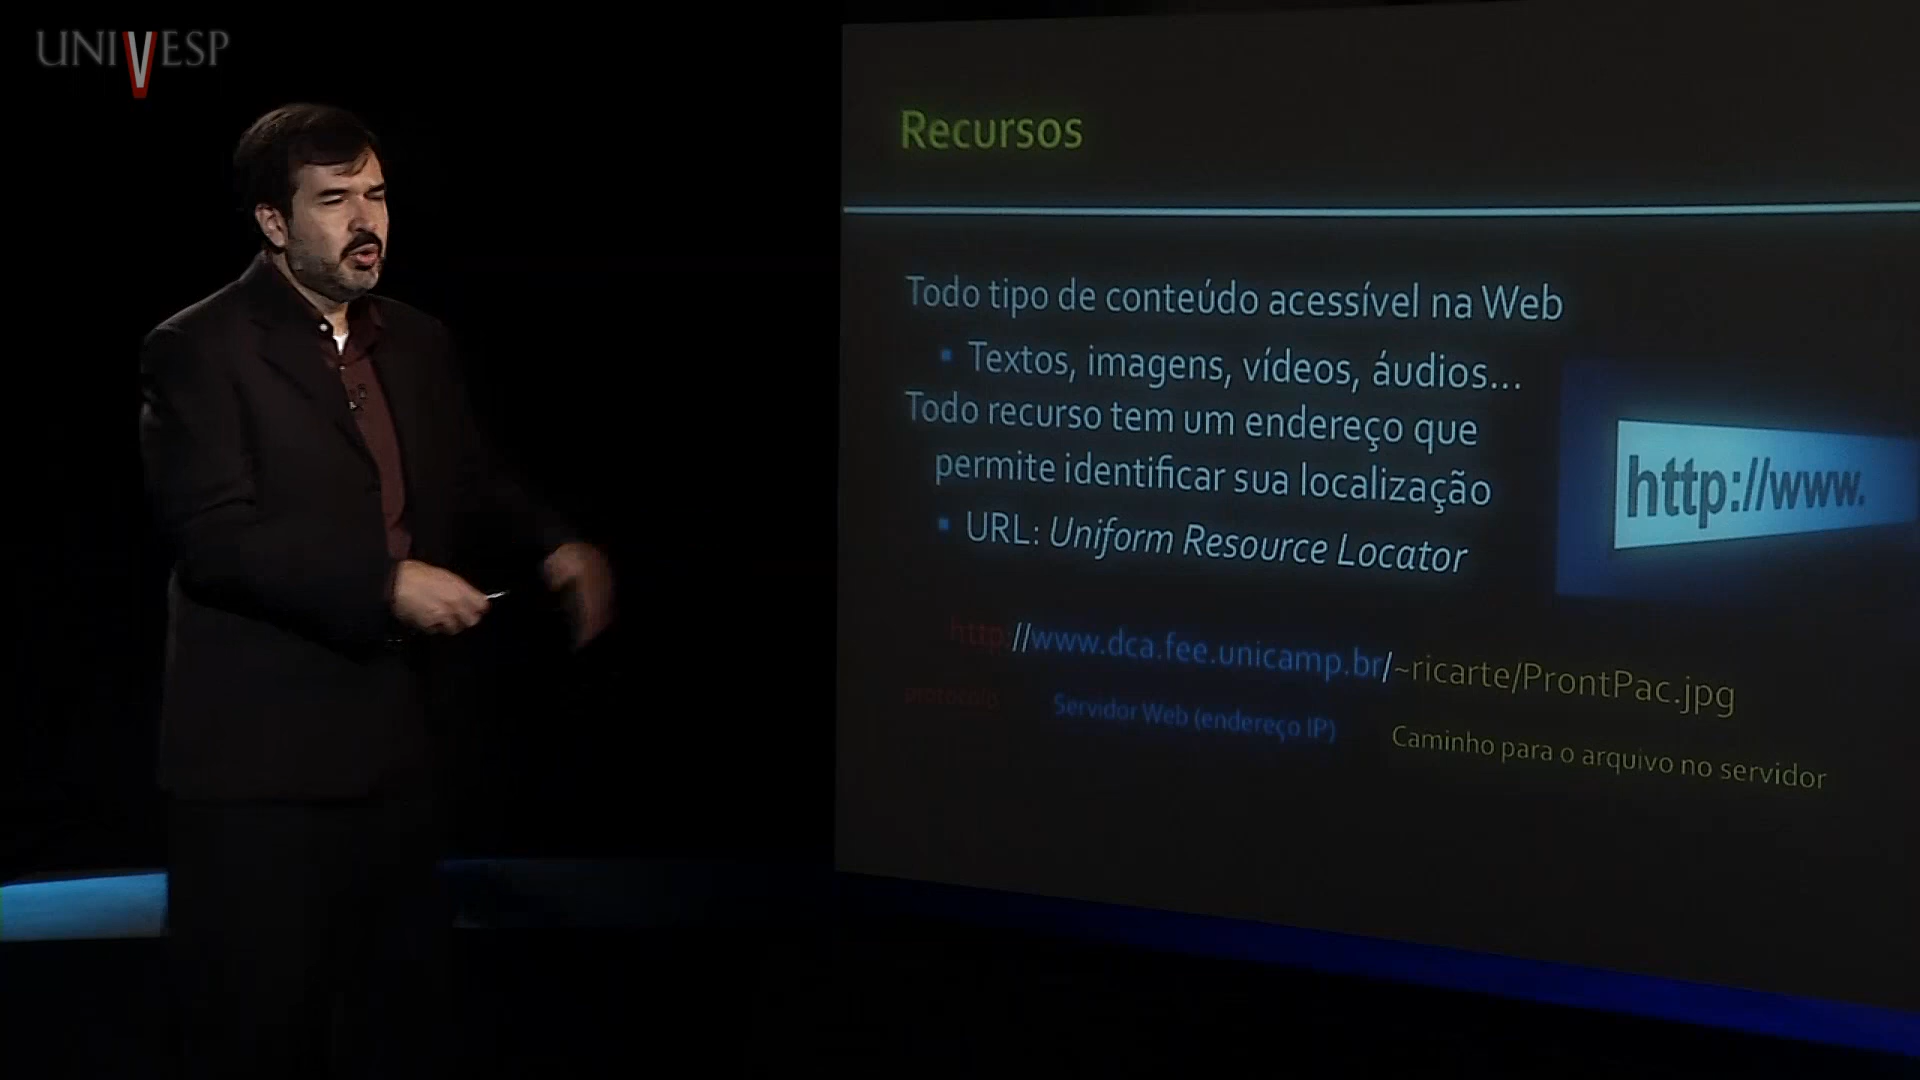 UNIVESP
Recursos
Todo tipo de conteúdo acessível na Web
Textos, imagens, vídeos, áudios...
Todo recurso tem um endereço que
permite identificar sua localização
URL: Uniform Resource Locator
http://www.
http://www.dca.fee.unicamp.br/~ricarte/ProntPac.jpg
protocolo
Servidor Web (endereço IP)
Caminho para o arquivo no servidor